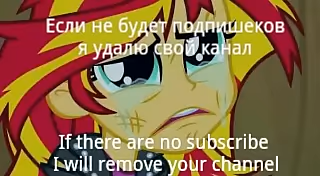 Если не будет подпишеков
я удалю свой канал
If there are no subscribe
I will remove your channel